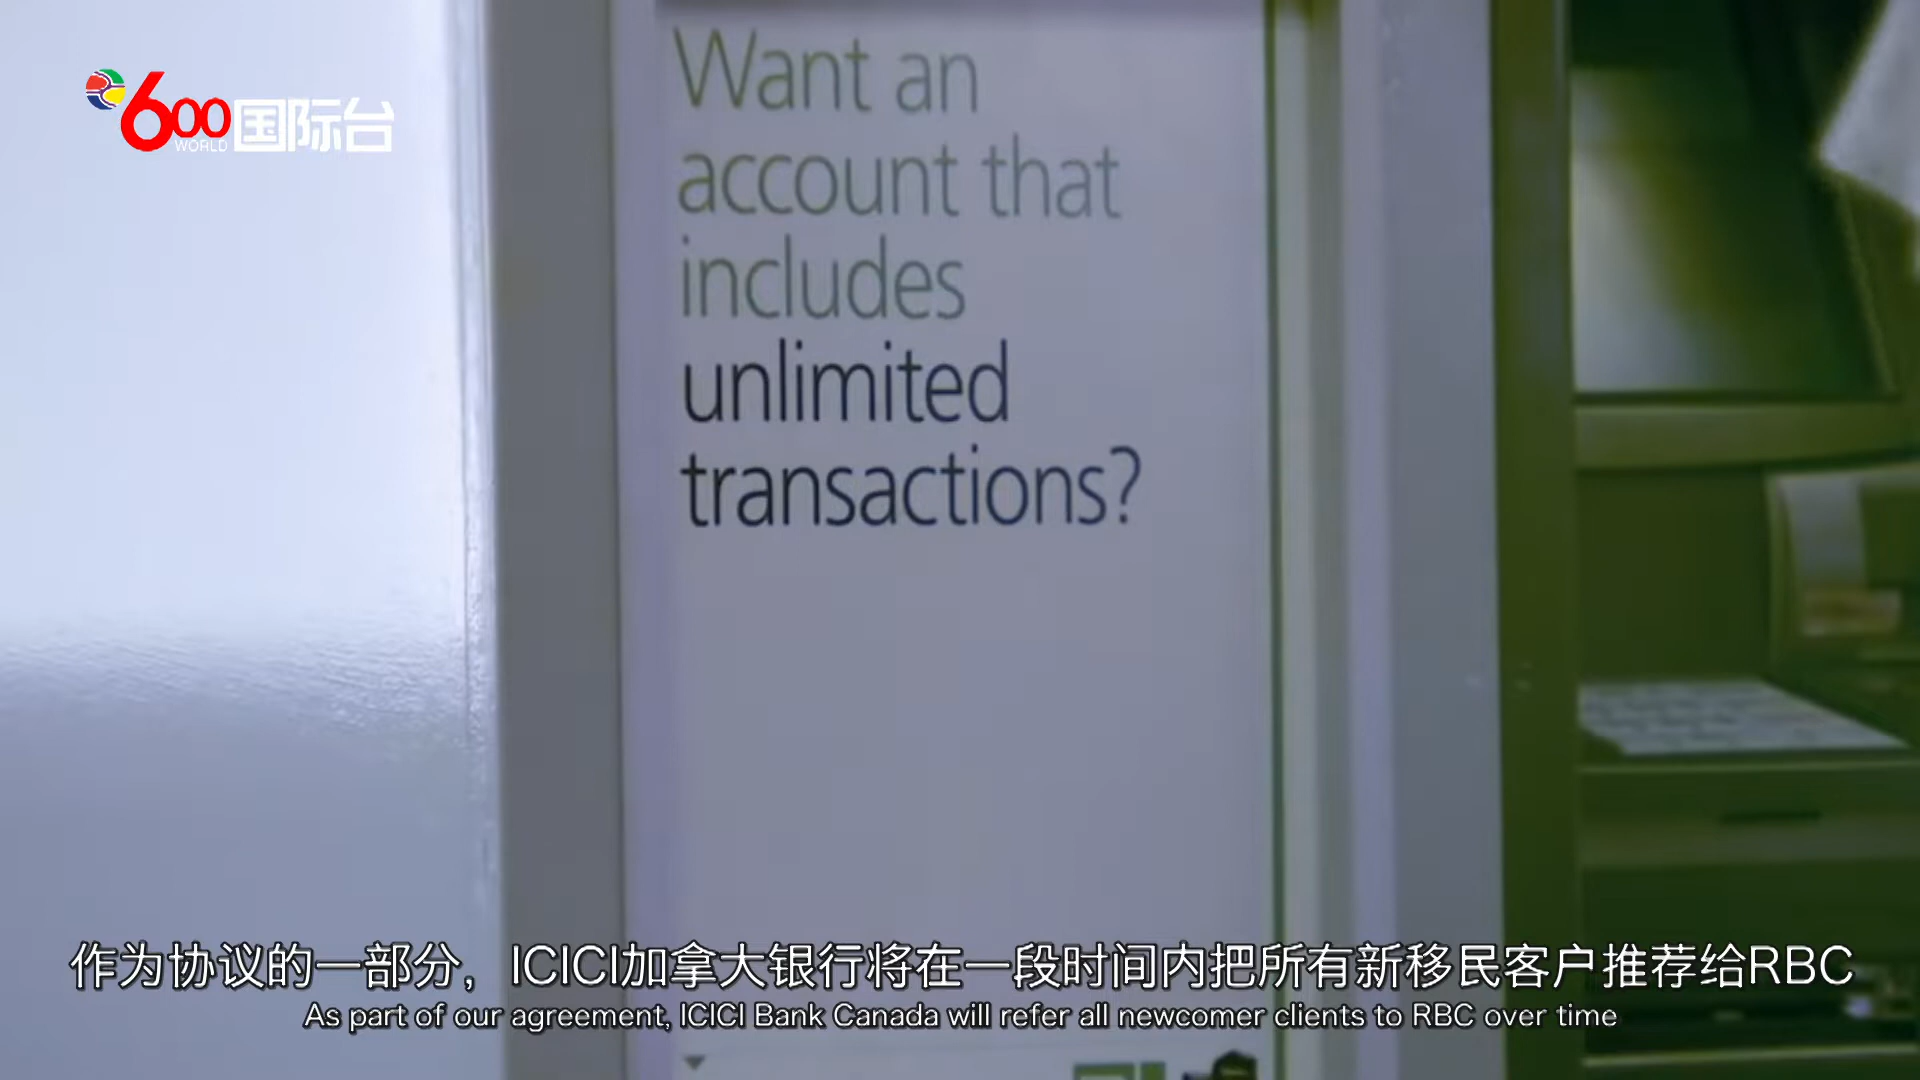 600国际台
WORLD
Want an
account that
includes
unlimited
transactions?
作为协议的一部分，ICICI加拿大银行将在一段时间内把所有新移民客户推荐给RBC
As part of our agreement, ICICI Bank Canada will refer all newcomer clients to RBC over time